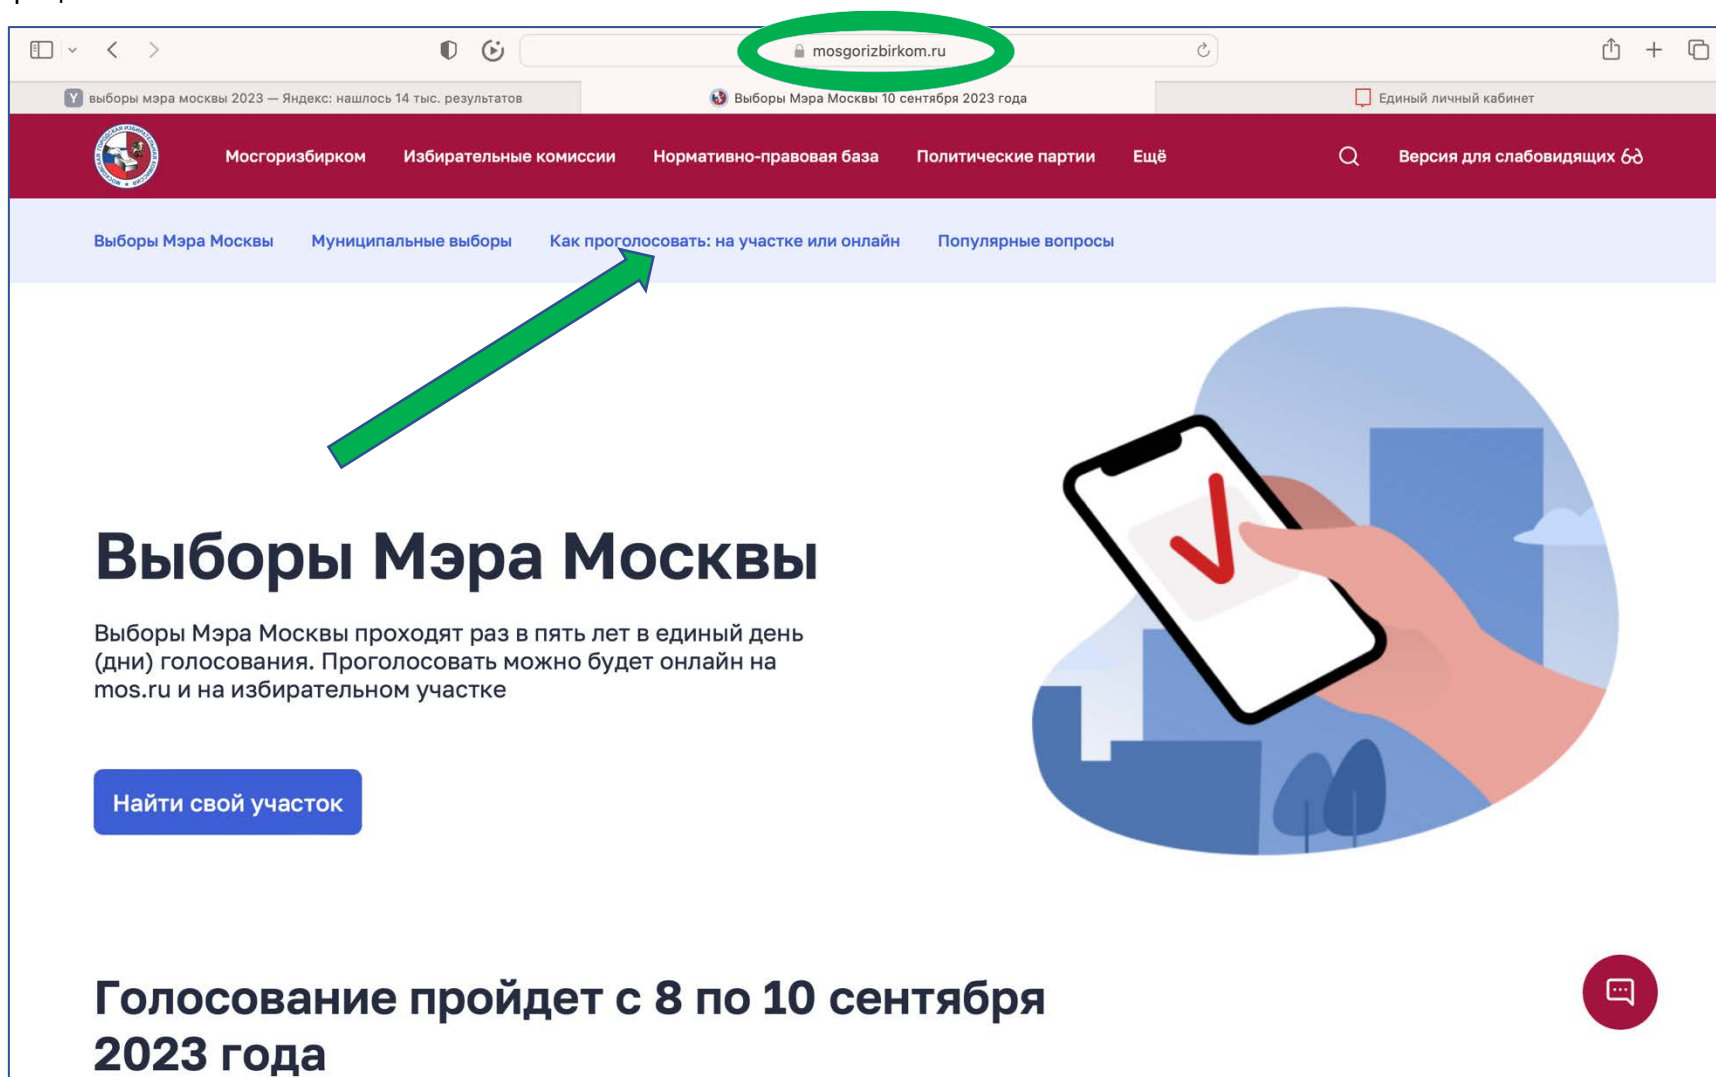 mosgorizbirkom.ru
выборы мэра москвы 2023 — Яндекс: нашлось 14 тыс. результатов
Выборы Мэра Москвы 10 сентября 2023 года
Единый личный кабинет
Мосгоризбирком Избирательные комиссии Нормативно-правовая база Политические партии Ещё Версия для слабовидящих
Выборы Мэра Москвы Муниципальные выборы Как проголосовать: на участке или онлайн Популярные вопросы
Выборы Мэра Москвы
Выборы Мэра Москвы проходят раз в пять лет в единый день
(дни) голосования. Проголосовать можно будет онлайн на
mos.ru и на избирательном участке
Найти свой участок
Голосование пройдет с 8 по 10 сентября
2023 года